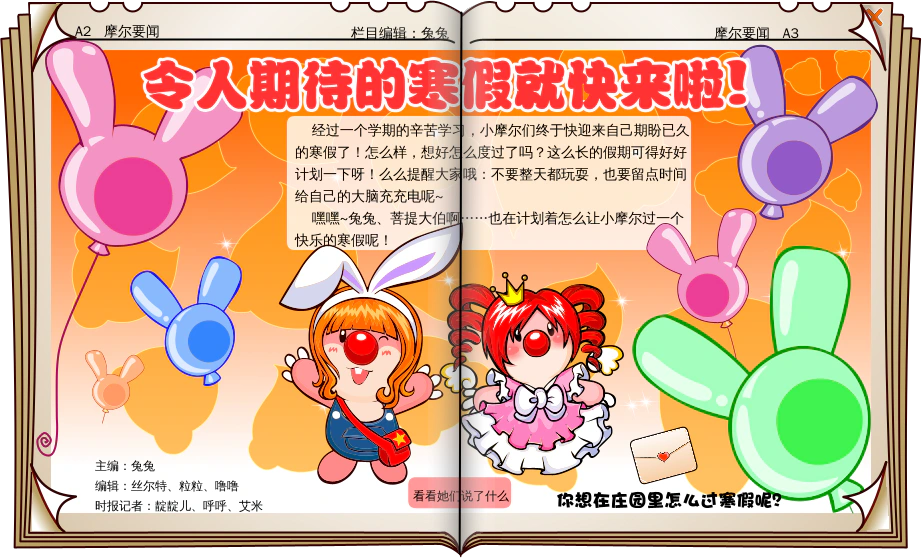 A2 摩尔要闻
栏目编辑：兔兔
摩尔要闻 A3
令人期待的寒假就快来啦！
经过一个学期的辛苦学习，小摩尔们终于快迎来自己期盼已久
的寒假了！怎么样，想好怎么度过了吗？这么长的假期可得好好
计划一下呀！么么提醒大家哦：不要整天都玩耍，也要留点时间
给自己的大脑充充电呢~
嘿嘿~兔兔、菩提大伯啊……也在计划着怎么让小摩尔过一个
快乐的寒假呢！
主编：兔兔
编辑：丝尔特、粒粒、噜噜
时报记者：靛靛儿、呼呼、艾米
看看她们说了什么
你想在庄园里怎么过寒假呢?